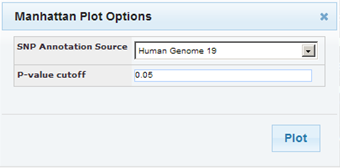 Manhattan Plot Options
SNP Annotation Source Human Genome 19
P-value cutoff 0.05
Plot